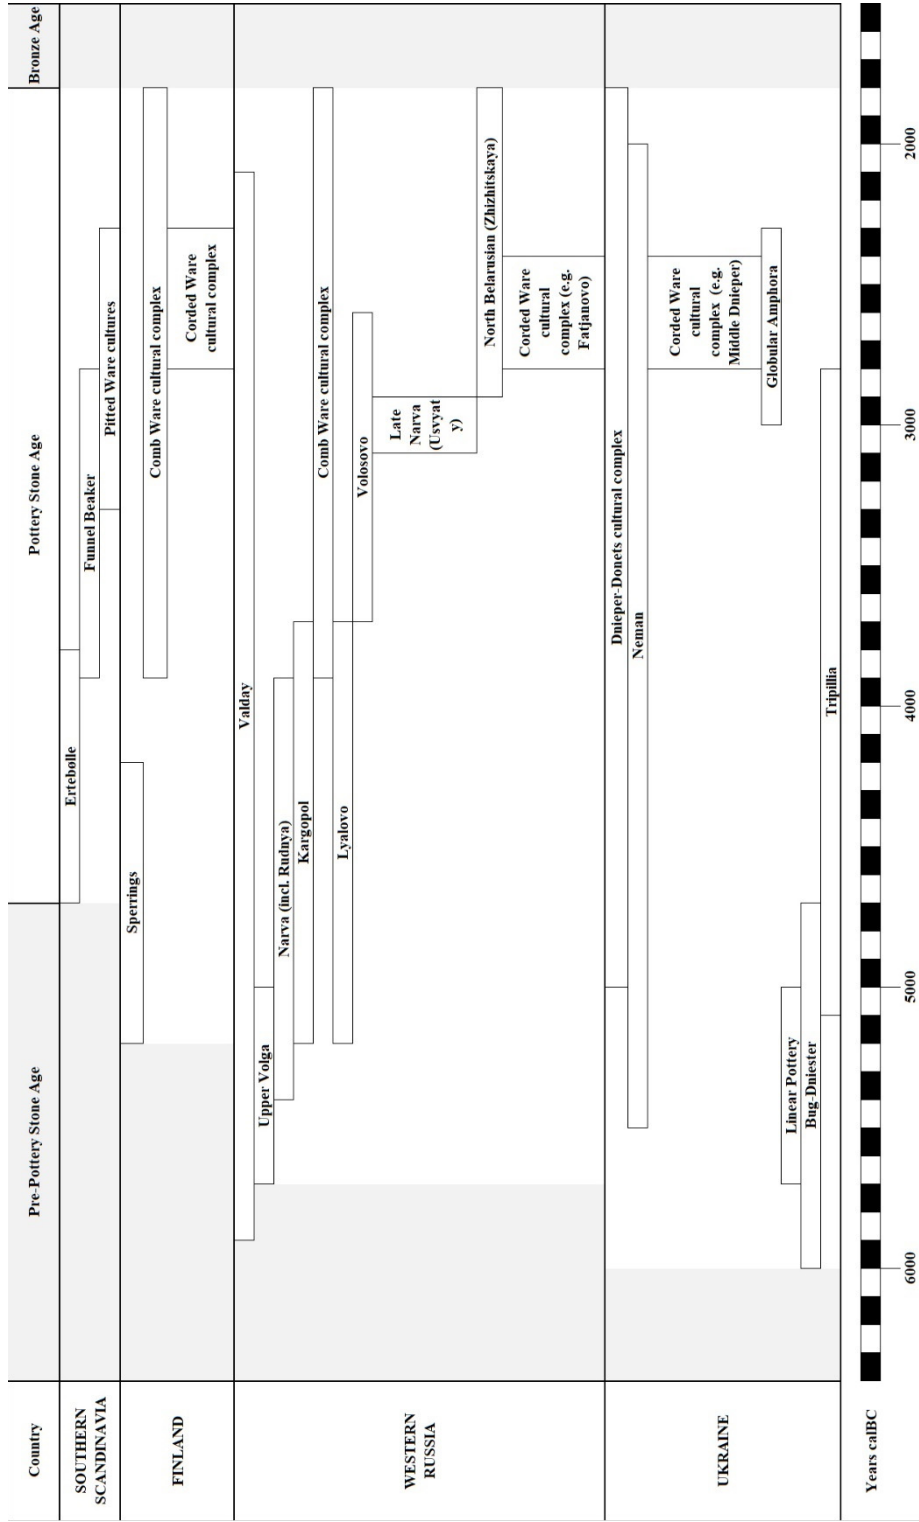 Country
Pre-Pottery Stone Age
Pottery Stone Age
Bronze Age
SOUTHERN
SCANDINAVIA
Ertebølle
Funnel Beaker
Pitted Ware cultures
FINLAND
Sperrings
Comb Ware cultural complex
Corded Ware
cultural complex
WESTERN
RUSSIA
Valday
Upper Volga
Narva (incl. Rudnya)
Kargopol
Comb Ware cultural complex
Lyalovo
Volosovo
Late
Narva
(Usvyat
y)
North Belarusian (Zhizhitskaya)
Corded Ware
cultural
complex (e.g.
Fatjanovo)
UKRAINE
Dnieper-Donets cultural complex
Neman
Corded Ware
cultural
complex (e.g.
Middle Dnieper)
Globular Amphora
Linear Pottery
Bug-Dniester
Tripillia
Years calBC
6000
5000
4000
3000
2000